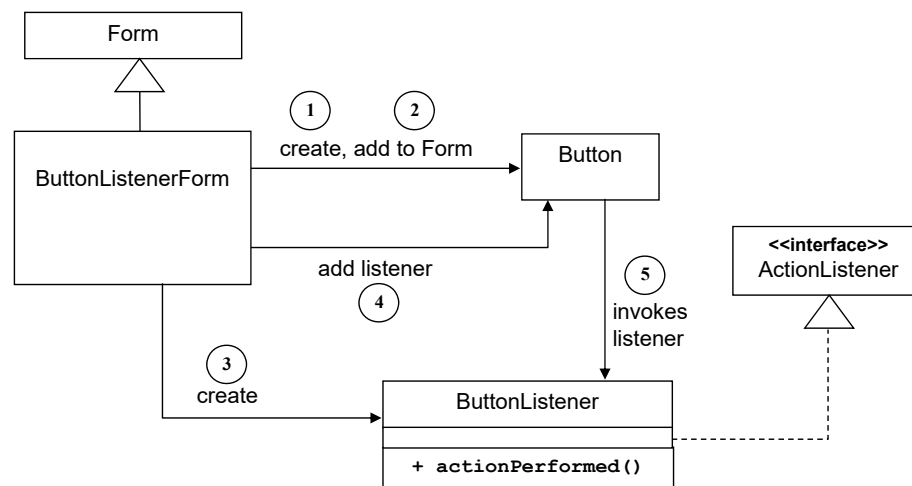 Form
1
2
create, add to Form
Button
ButtonListenerForm
<<interface>>
ActionListener
add listener
4
5
invokes
listener
3
create
ButtonListener
+ actionPerformed()